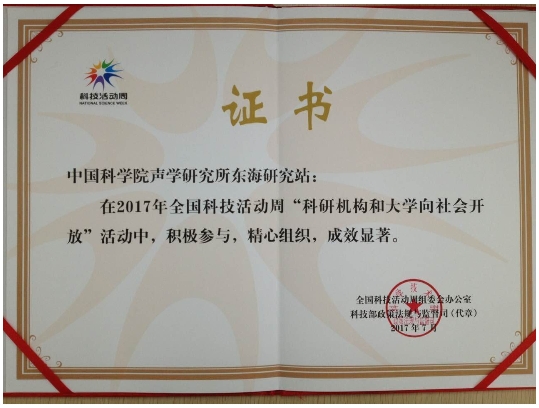 科技活动周
NATIONAL SCIENCE WEEK
证书
中国科学院声学研究所东海研究站：
在2017年全国科技活动周“科研机构和大学向社会开
放”活动中，积极参与，精心组织，成效显著。
全国科技活动周组委会办公室
科技部政策法规与监督司（代章）
2017年7月